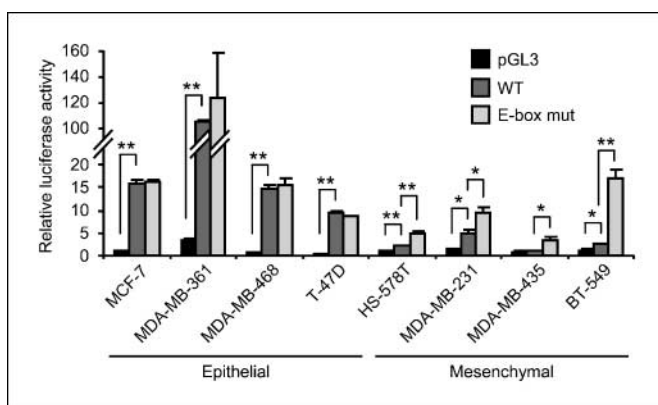 Relative luciferase activity
160
140
120
100
20
15
10
5
0
pGL3
WT
E-box mut
**
**
**
**
**
**
*
*
*
*
**
MCF-7
MDA-MB-361
MDA-MB-468
T-47D
HS-578T
MDA-MB-231
MDA-MB-435
BT-549
Epithelial
Mesenchymal